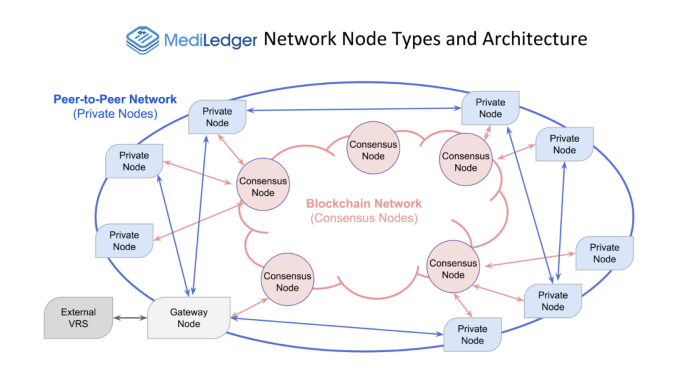 MediLedger Network Node Types and Architecture
Peer-to-Peer Network
(Private Nodes)
Private
Node
Private
Node
Private
Node
Private
Node
Private
Node
Private
Node
Private
Node
Private
Node
Consensus
Node
Consensus
Node
Consensus
Node
Consensus
Node
Consensus
Node
Blockchain Network
(Consensus Nodes)
External
VRS
Gateway
Node